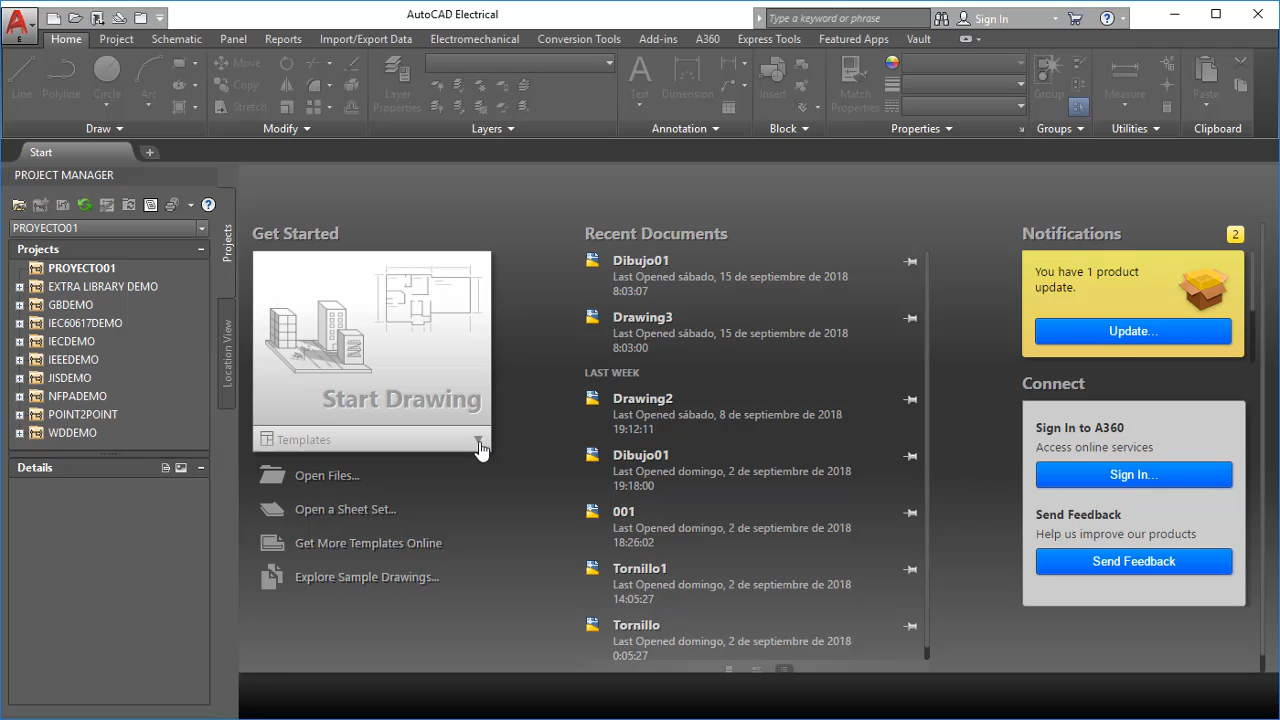 AutoCAD Electrical
Type a keyword or phrase
Sign In
Home
Project
Schematic
Panel
Reports
Import/Export Data
Electromechanical
Conversion Tools
Add-ins
A360
Express Tools
Featured Apps
Vault
Line
Polyline
Circle
Arc
Move
Copy
Stretch
Layer
Properties
Text
Dimension
Insert
Match
Properties
Group
Measure
Paste
Draw
Modify
Layers
Annotation
Block
Properties
Groups
Utilities
Clipboard
Start
PROJECT MANAGER
PROYECTO01
Projects
PROYECTO01
EXTRA LIBRARY DEMO
GBDEMO
IEC60617DEMO
IECDEMO
IEEEDEMO
JISDEMO
NFPADEMO
POINT2POINT
WDDEMO
Details
Projects
Location View
Get Started
Start Drawing
Templates
Open Files...
Open a Sheet Set...
Get More Templates Online
Explore Sample Drawings...
Recent Documents
Dibujo01
Last Opened sábado, 15 de septiembre de 2018
8:03:07
Drawing3
Last Opened sábado, 15 de septiembre de 2018
8:03:00
LAST WEEK
Drawing2
Last Opened sábado, 8 de septiembre de 2018
19:12:11
Dibujo01
Last Opened domingo, 2 de septiembre de 2018
19:18:00
001
Last Opened domingo, 2 de septiembre de 2018
18:26:02
Tornillo1
Last Opened domingo, 2 de septiembre de 2018
14:05:27
Tornillo
Last Opened domingo, 2 de septiembre de 2018
0:05:27
Notifications
2
You have 1 product
update.
Update...
Connect
Sign In to A360
Access online services
Sign In...
Send Feedback
Help us improve our products
Send Feedback